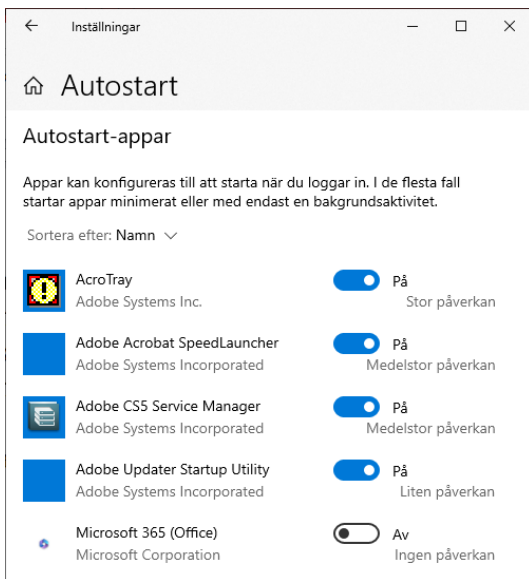 Inställningar
Autostart
Autostart-appar
Appar kan konfigureras till att starta när du loggar in. I de flesta fall
startar appar minimerat eller med endast en bakgrundsaktivitet.
Sortera efter: Namn
AcroTray
På
Adobe Systems Inc.
Stor påverkan
Adobe Acrobat SpeedLauncher
På
Adobe Systems Incorporated
Medelstor påverkan
Adobe CS5 Service Manager
På
Adobe Systems Incorporated
Medelstor påverkan
Adobe Updater Startup Utility
På
Adobe Systems Incorporated
Liten påverkan
Microsoft 365 (Office)
Av
Microsoft Corporation
Ingen påverkan